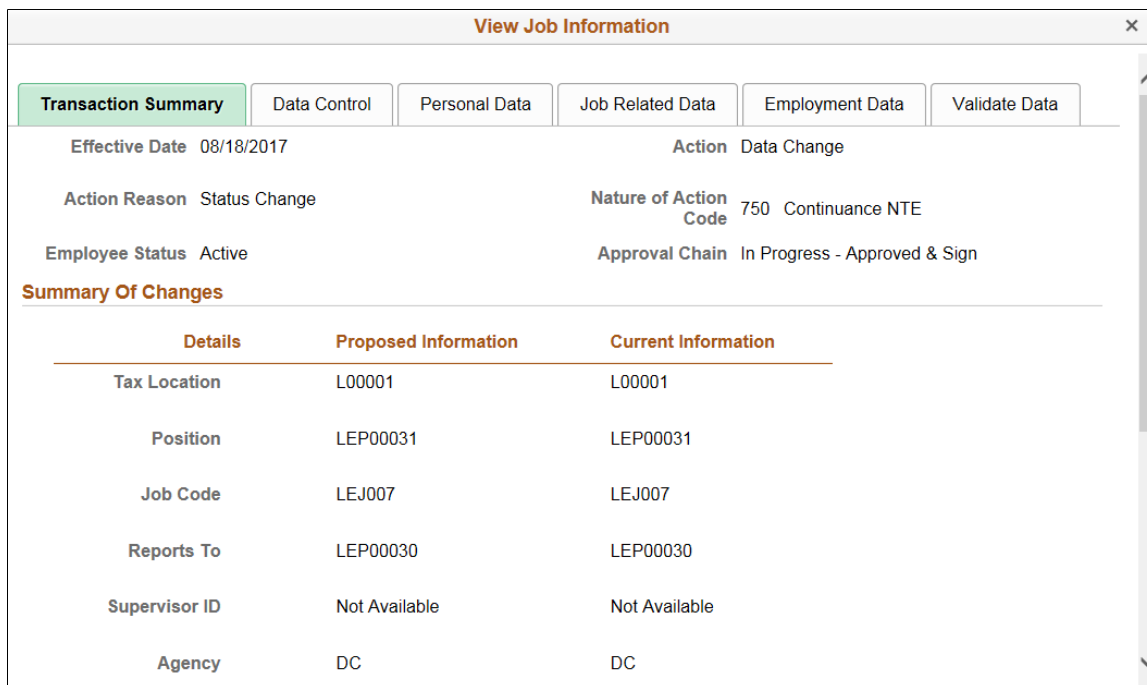 View Job Information ×
Transaction Summary Data Control Personal Data Job Related Data Employment Data Validate Data
Effective Date 08/18/2017 Action Data Change
Action Reason Status Change Nature of Action Code 750 Continuance NTE
Employee Status Active Approval Chain In Progress - Approved & Sign
Summary Of Changes
Details Proposed Information Current Information
Tax Location L00001 L00001
Position LEP00031 LEP00031
Job Code LEJ007 LEJ007
Reports To LEP00030 LEP00030
Supervisor ID Not Available Not Available
Agency DC DC